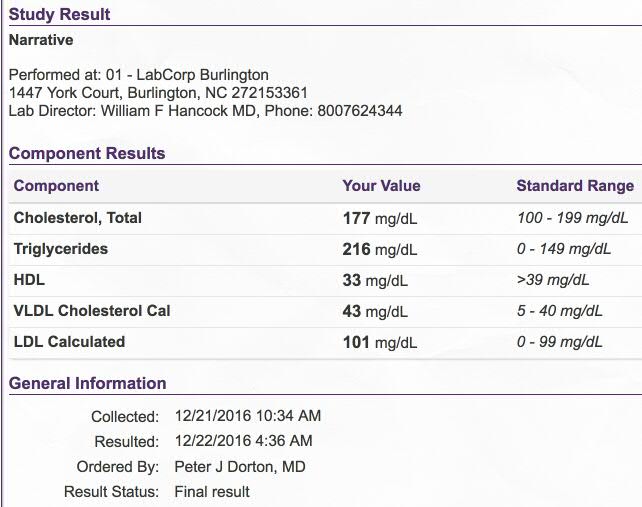 Study Result
Narrative
Performed at: 01 - LabCorp Burlington
1447 York Court, Burlington, NC 272153361
Lab Director: William F Hancock MD, Phone: 8007624344
Component Results
Component Your Value Standard Range
Cholesterol, Total 177 mg/dL 100 - 199 mg/dL
Triglycerides 216 mg/dL 0 - 149 mg/dL
HDL 33 mg/dL >39 mg/dL
VLDL Cholesterol Cal 43 mg/dL 5 - 40 mg/dL
LDL Calculated 101 mg/dL 0 - 99 mg/dL
General Information
Collected: 12/21/2016 10:34 AM
Resulted: 12/22/2016 4:36 AM
Ordered By: Peter J Dorton, MD
Result Status: Final result